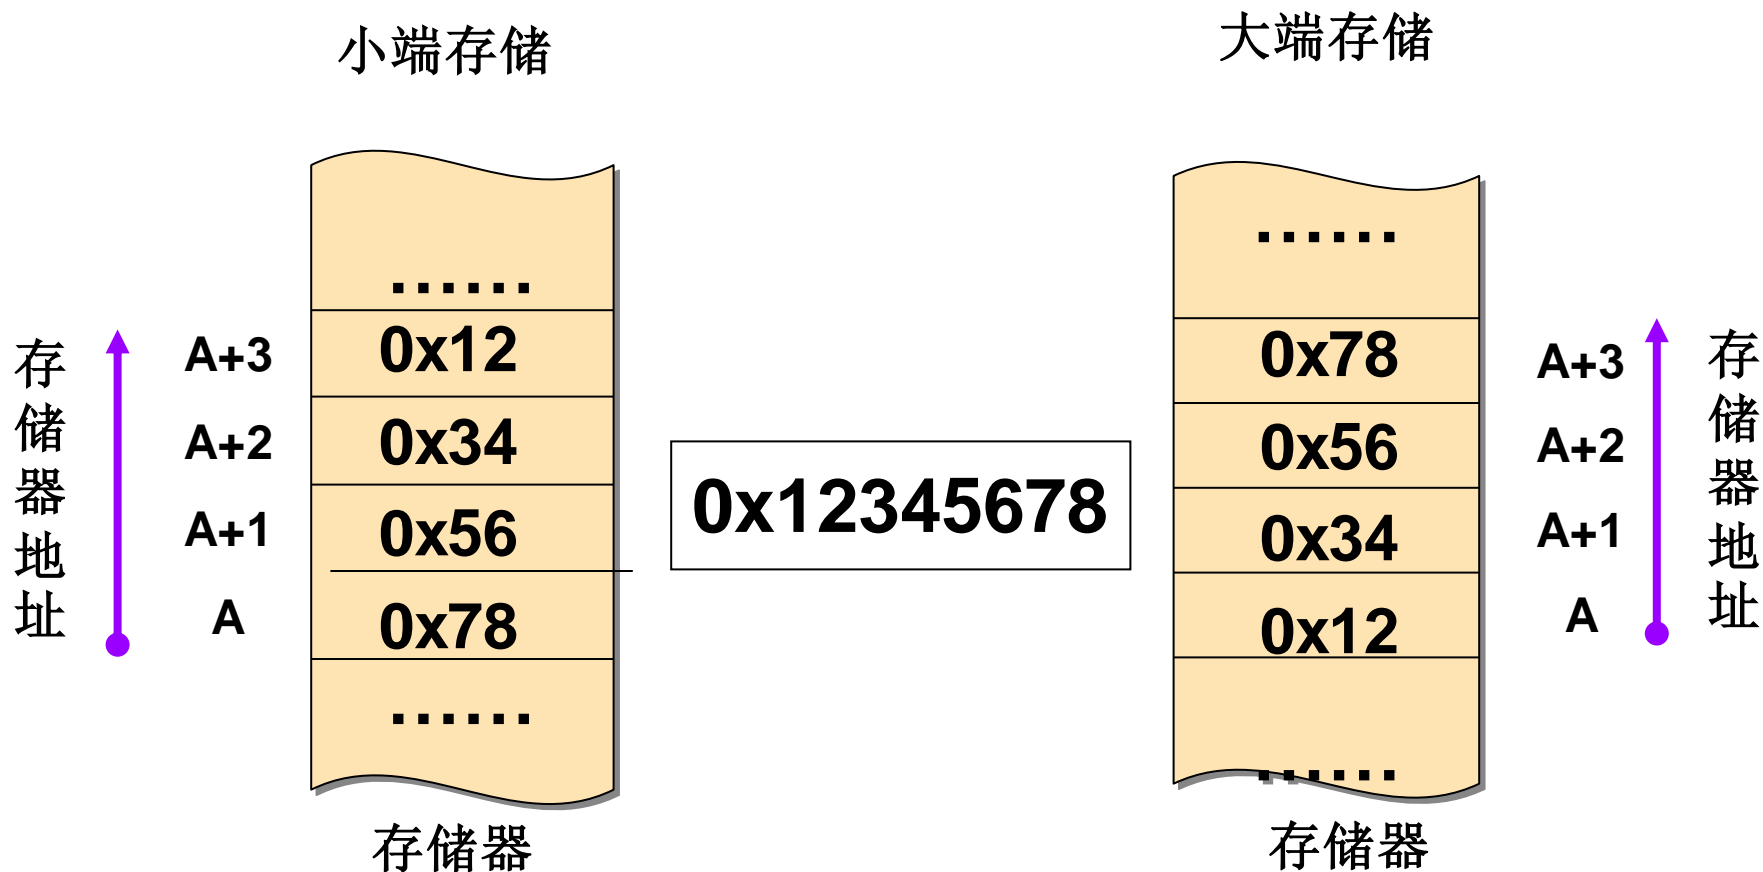 小端存储
大端存储
……
……
A+3
0x12
0x78
A+3
A+2
0x34
0x56
A+2
0x12345678
A+1
0x56
0x34
A+1
A
0x78
0x12
A
存储器地址
存储器地址
……
……
存储器
存储器